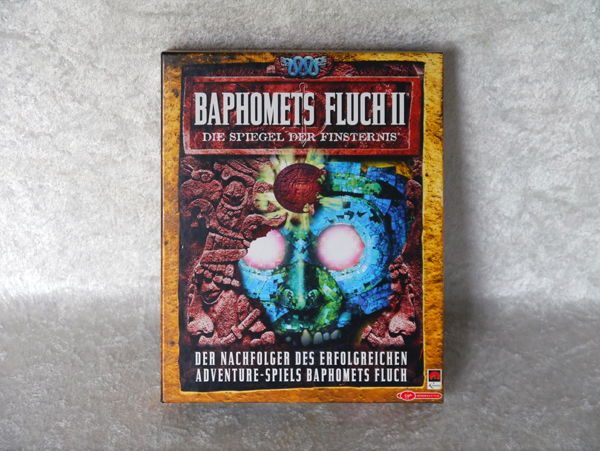 BAPHOMETS FLUCH II
DIE SPIEGEL DER FINSTERNIS
DER NACHFOLGER DES ERFOLGREICHEN
ADVENTURE-SPIELS BAPHOMETS FLUCH